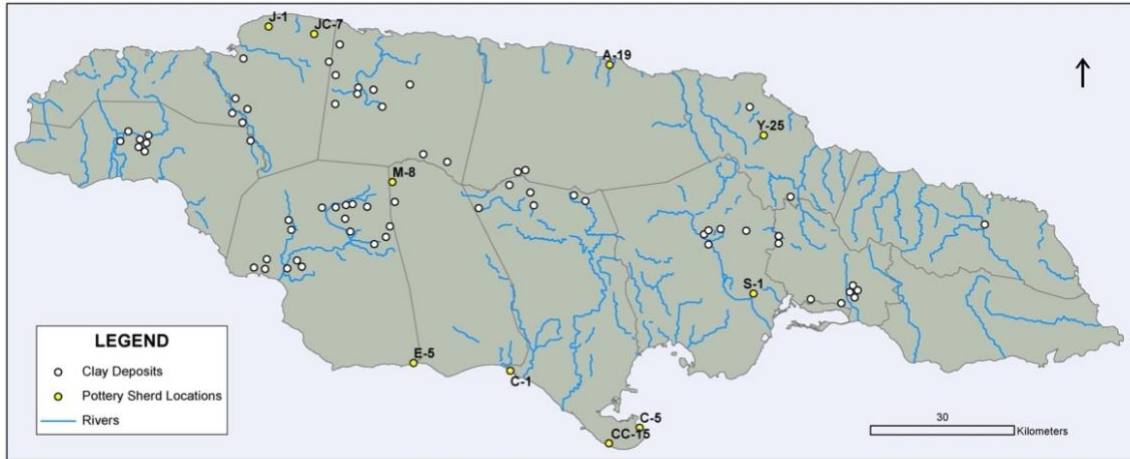 J-1
JC-7
A-19
Y-25
M-8
S-1
E-5
C-1
C-5
CC-15
LEGEND
Clay Deposits
Pottery Sherd Locations
Rivers
30
Kilometers